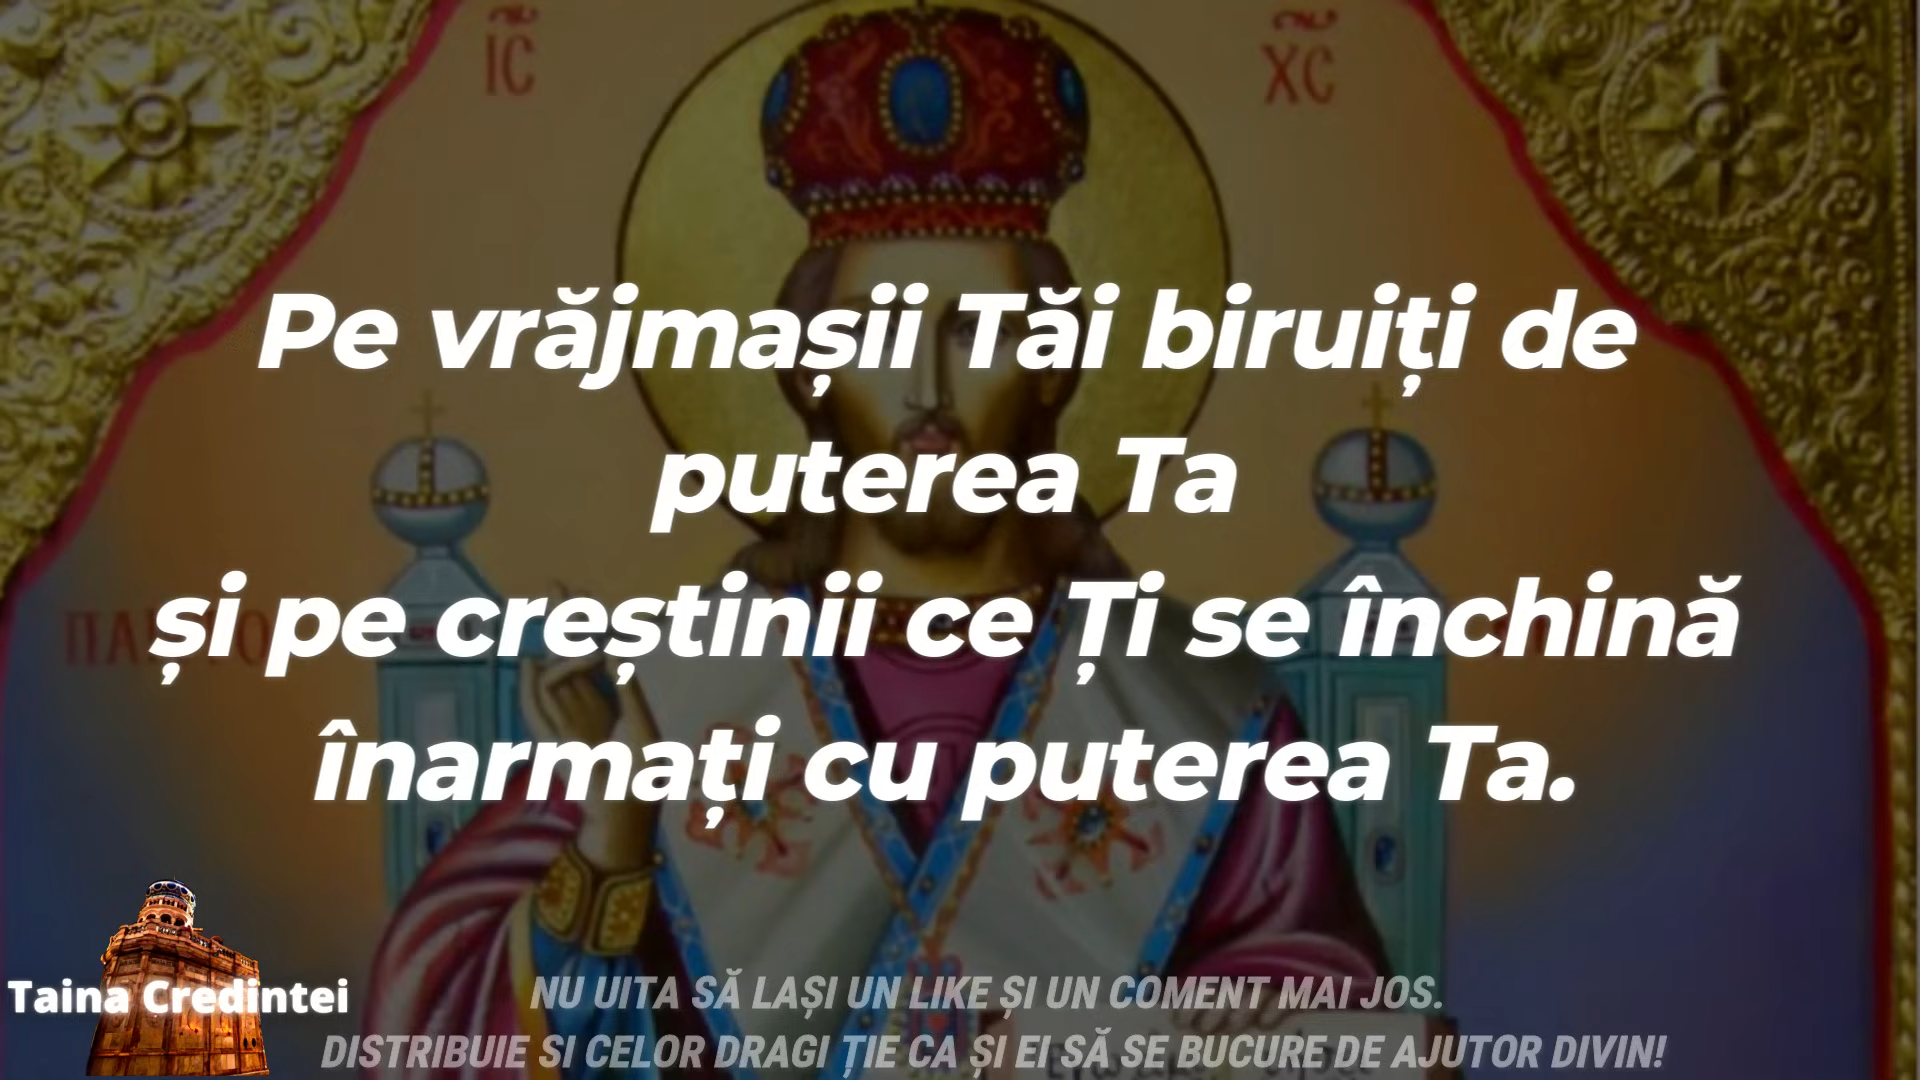 IC XC
Pe vrăjmașii Tăi biruiți de
puterea Ta
și pe creștinii ce Ți se închină
înarmați cu puterea Ta.
Taina Credintei
NU UITA SĂ LAȘI UN LIKE ȘI UN COMENT MAI JOS.
DISTRIBUIE SI CELOR DRAGI ȚIE CA ȘI EI SĂ SE BUCURE DE AJUTOR DIVIN!